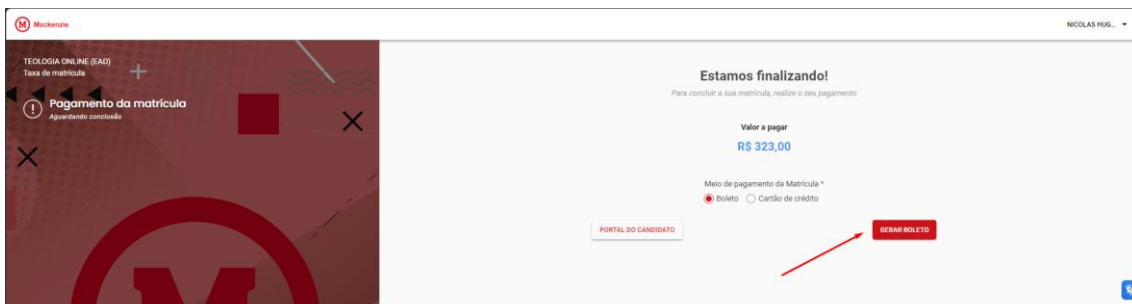 Mackenzie
NICOLAS HUG...
TEOLOGIA ONLINE (EAD)
Taxa de matrícula
Pagamento da matrícula
Aguardando conclusão
Estamos finalizando!
Para concluir a sua matrícula, realize o seu pagamento
Valor a pagar
R$ 323,00
Meio de pagamento da Matrícula *
Boleto Cartão de crédito
PORTAL DO CANDIDATO GERAR BOLETO